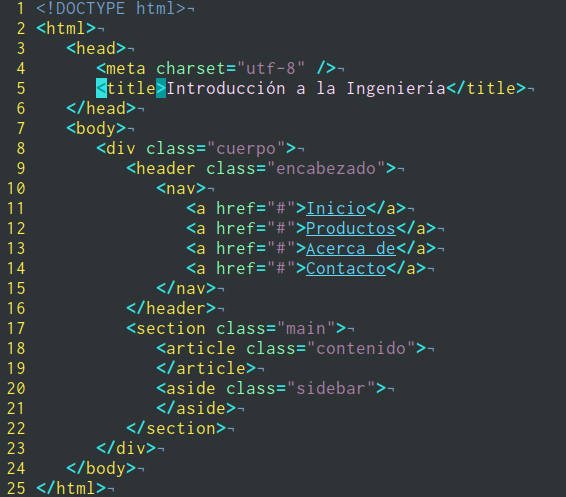 1 <!DOCTYPE html>¬
2 <html>¬
3 <head>¬
4 <meta charset="utf-8" />¬
5 <title>Introducción a la Ingeniería</title>¬
6 </head>¬
7 <body>¬
8 <div class="cuerpo">¬
9 <header class="encabezado">¬
10 <nav>¬
11 <a href="#">Inicio</a>¬
12 <a href="#">Productos</a>¬
13 <a href="#">Acerca de</a>¬
14 <a href="#">Contacto</a>¬
15 </nav>¬
16 </header>¬
17 <section class="main">¬
18 <article class="contenido">¬
19 </article>¬
20 <aside class="sidebar">¬
21 </aside>¬
22 </section>¬
23 </div>¬
24 </body>¬
25 </html>¬